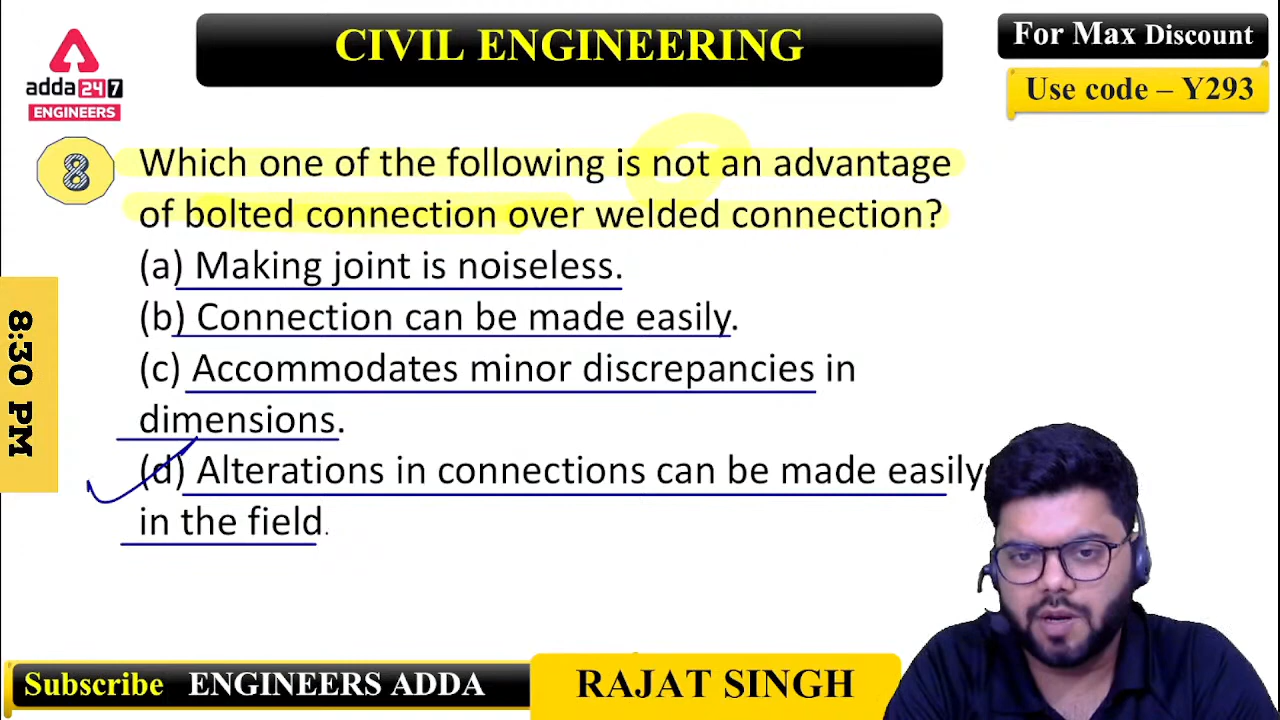 CIVIL ENGINEERING
For Max Discount
Use code – Y293
adda 24 7
ENGINEERS
8
Which one of the following is not an advantage
of bolted connection over welded connection?
(a) Making joint is noiseless.
(b) Connection can be made easily.
(c) Accommodates minor discrepancies in
dimensions.
(d) Alterations in connections can be made easily
in the field.
8:30 PM
Subscribe ENGINEERS ADDA
RAJAT SINGH